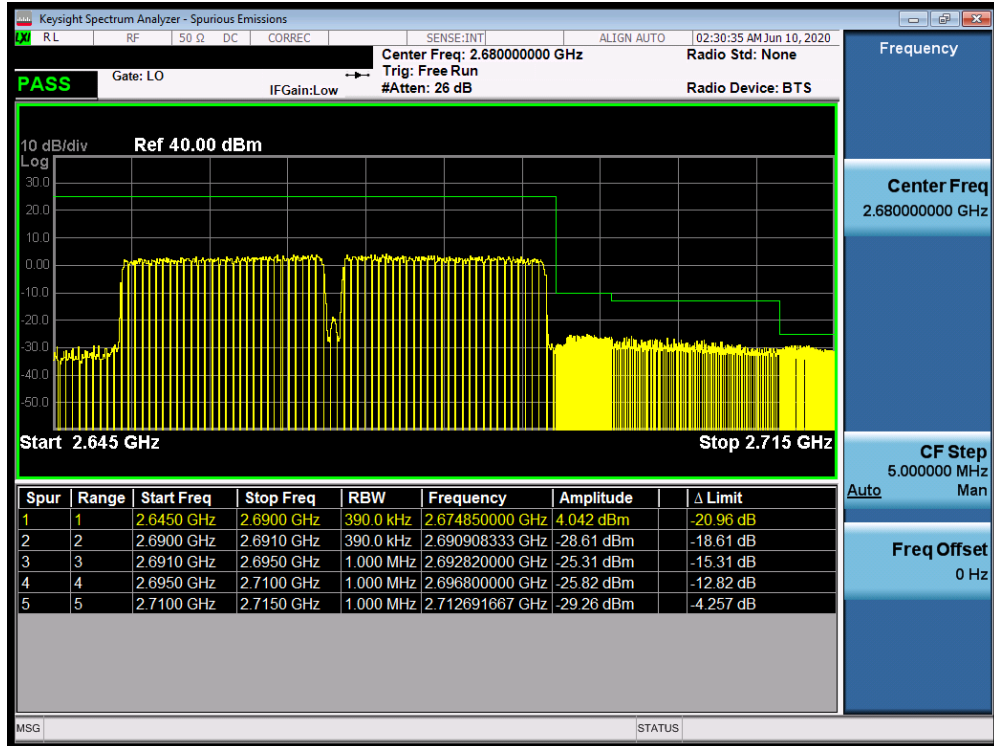 Keysight Spectrum Analyzer - Spurious Emissions
LXI RL RF 50 Ω DC CORREC SENSE:INT ALIGN AUTO 02:30:35 AM Jun 10, 2020
Center Freq: 2.680000000 GHz Radio Std: None
PASS Gate: LO Trig: Free Run
IFGain:Low #Atten: 26 dB Radio Device: BTS
10 dB/div Ref 40.00 dBm
Log
30.0
20.0
10.0
0.00
-10.0
-20.0
-30.0
-40.0
-50.0
Start 2.645 GHz Stop 2.715 GHz
Spur Range Start Freq Stop Freq RBW Frequency Amplitude Δ Limit
1 1 2.6450 GHz 2.6900 GHz 390.0 kHz 2.674850000 GHz 4.042 dBm -20.96 dB
2 2 2.6900 GHz 2.6910 GHz 390.0 kHz 2.690908333 GHz -28.61 dBm -18.61 dB
3 3 2.6910 GHz 2.6950 GHz 1.000 MHz 2.692820000 GHz -25.31 dBm -15.31 dB
4 4 2.6950 GHz 2.7100 GHz 1.000 MHz 2.696800000 GHz -25.82 dBm -12.82 dB
5 5 2.7100 GHz 2.7150 GHz 1.000 MHz 2.712691667 GHz -29.26 dBm -4.257 dB
MSG STATUS
Frequency
Center Freq
2.680000000 GHz
CF Step
5.000000 MHz
Auto Man
Freq Offset
0 Hz